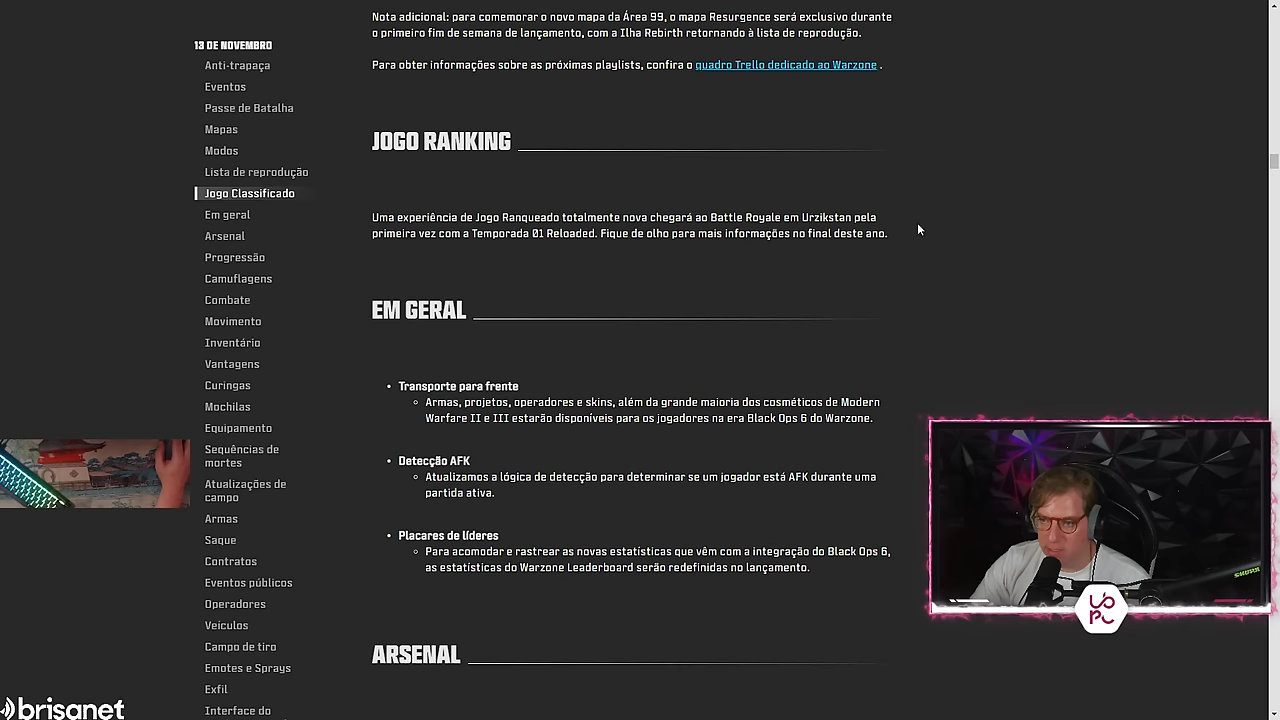 Nota adicional: para comemorar o novo mapa da Área 99, o mapa Resurgence será exclusivo durante
o primeiro fim de semana de lançamento, com a Ilha Rebirth retornando à lista de reprodução.
Para obter informações sobre as próximas playlists, confira o quadro Trello dedicado ao Warzone .
13 DE NOVEMBRO
Anti-trapaça
Eventos
Passe de Batalha
Mapas
Modos
Lista de reprodução
Jogo Classificado
Em geral
Arsenal
Progressão
Camuflagens
Combate
Movimento
Inventário
Vantagens
Curingas
Mochilas
Equipamento
Sequências de
mortes
Atualizações de
campo
Armas
Saque
Contratos
Eventos públicos
Operadores
Veículos
Campo de tiro
Emotes e Sprays
Exfil
Interface do
JOGO RANKING
Uma experiência de Jogo Ranqueado totalmente nova chegará ao Battle Royale em Urzikstan pela
primeira vez com a Temporada 01 Reloaded. Fique de olho para mais informações no final deste ano.
EM GERAL
• Transporte para frente
Armas, projetos, operadores e skins, além da grande maioria dos cosméticos de Modern
Warfare II e III estarão disponíveis para os jogadores na era Black Ops 6 do Warzone.
• Detecção AFK
Atualizamos a lógica de detecção para determinar se um jogador está AFK durante uma
partida ativa.
• Placares de líderes
Para acomodar e rastrear as novas estatísticas que vêm com a integração do Black Ops 6,
as estatísticas do Warzone Leaderboard serão redefinidas no lançamento.
ARSENAL
SHURE
brisanet